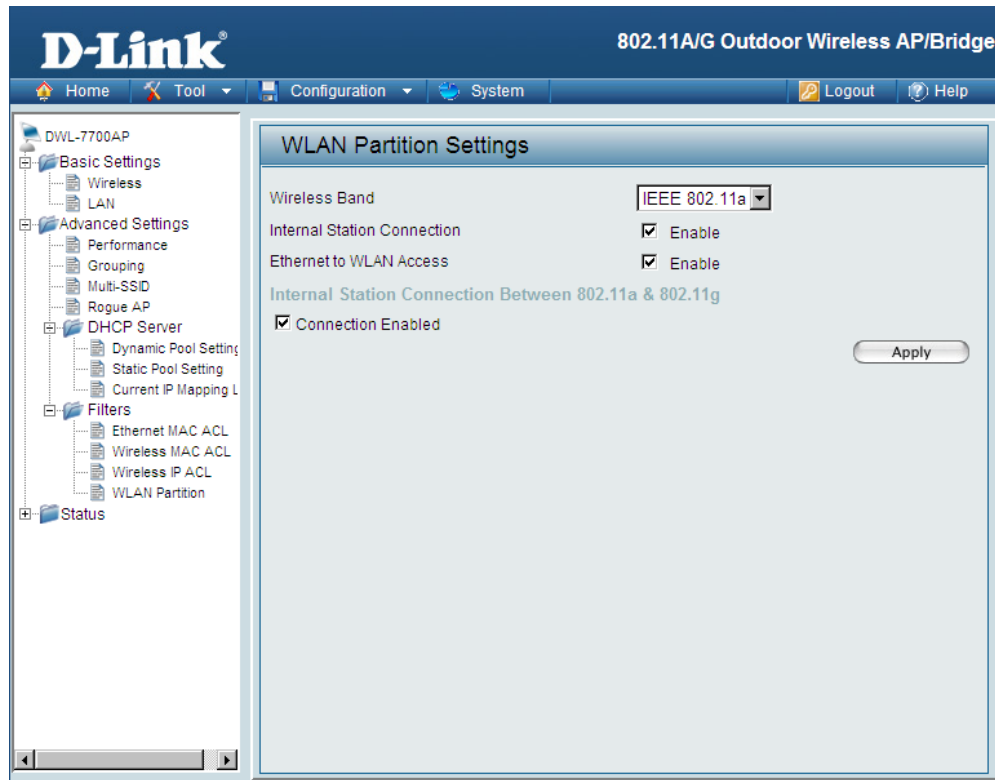 D-Link®
802.11A/G Outdoor Wireless AP/Bridge
Home Tool Configuration System Logout Help
DWL-7700AP
Basic Settings
Wireless
LAN
Advanced Settings
Performance
Grouping
Multi-SSID
Rogue AP
DHCP Server
Dynamic Pool Setting
Static Pool Setting
Current IP Mapping L
Filters
Ethernet MAC ACL
Wireless MAC ACL
Wireless IP ACL
WLAN Partition
Status
WLAN Partition Settings
Wireless Band IEEE 802.11a
Internal Station Connection Enable
Ethernet to WLAN Access Enable
Internal Station Connection Between 802.11a & 802.11g
Connection Enabled
Apply